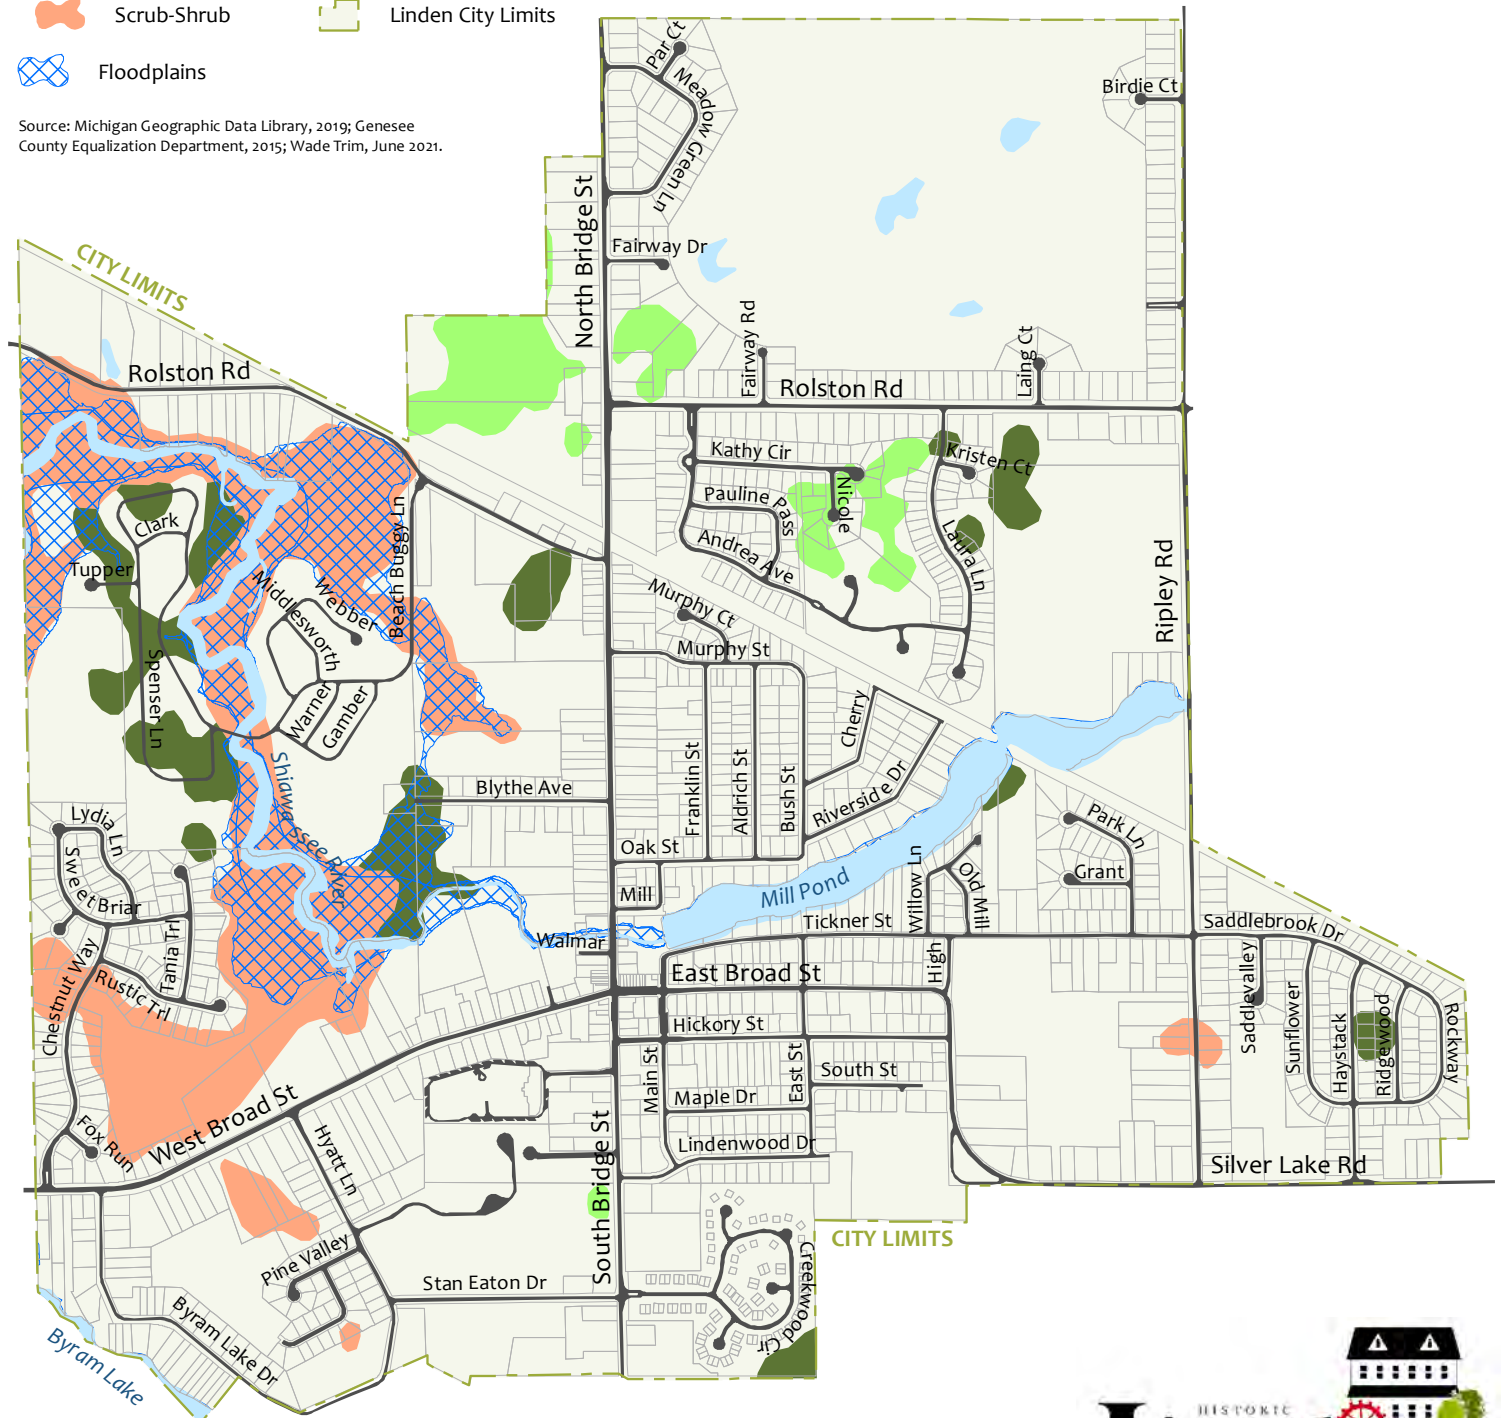 Scrub-Shrub
Linden City Limits
Floodplains
Source: Michigan Geographic Data Library, 2019; Genesee
County Equalization Department, 2015; Wade Trim, June 2021.
Par Ct
Meadow Green Ln
Birdie Ct
North Bridge St
Fairway Dr
CITY LIMITS
Rolston Rd
Fairway Rd
Rolston Rd
Laing Ct
Kathy Cir
Kristen Ct
Pauline Pass
Nicole
Andrea Ave
Laura Ln
Clark
Tupper
Beach Buggy Ln
Middlesworth
Webber
Murphy Ct
Murphy St
Ripley Rd
Spenser Ln
Warner
Gamber
Cherry
Shiawassee River
Franklin St
Aldrich St
Bush St
Riverside Dr
Blythe Ave
Lydia Ln
Sweet Briar
Oak St
Mill
Mill Pond
Willow Ln
Old Mill
Park Ln
Grant
Tickner St
Saddlebrook Dr
Walmar
Tania Trl
Chestnut Way
Rustic Trl
East Broad St
High
Saddlevalley
Sunflower
Haystack
Ridgewood
Rockway
Hickory St
Main St
East St
South St
Maple Dr
Lindenwood Dr
West Broad St
Fox Run
Hyatt Ln
South Bridge St
Silver Lake Rd
CITY LIMITS
Pine Valley
Stan Eaton Dr
Creekwood Cir
Byram Lake Dr
Byram Lake
HISTORIC